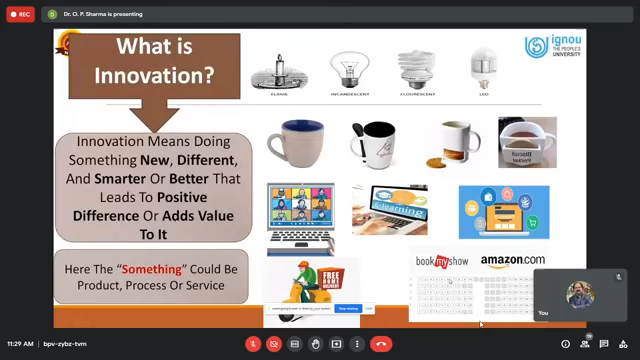 REC
Dr. O. P. Sharma is presenting
What is
Innovation?
ignou
THE PEOPLE'S
UNIVERSITY
FLAME
INCANDESCENT
FLOURESCENT
LED
Innovation Means Doing
Something New, Different,
And Smarter Or Better That
Leads To Positive
Difference Or Adds Value
To It
e-learning
Here The "Something" Could Be
Product, Process Or Service
FREE
HOME
DELIVERY
Stop sharing
Hide
bookmyshow
amazon.com
You
11:29 AM
bpv-zybz-tvm